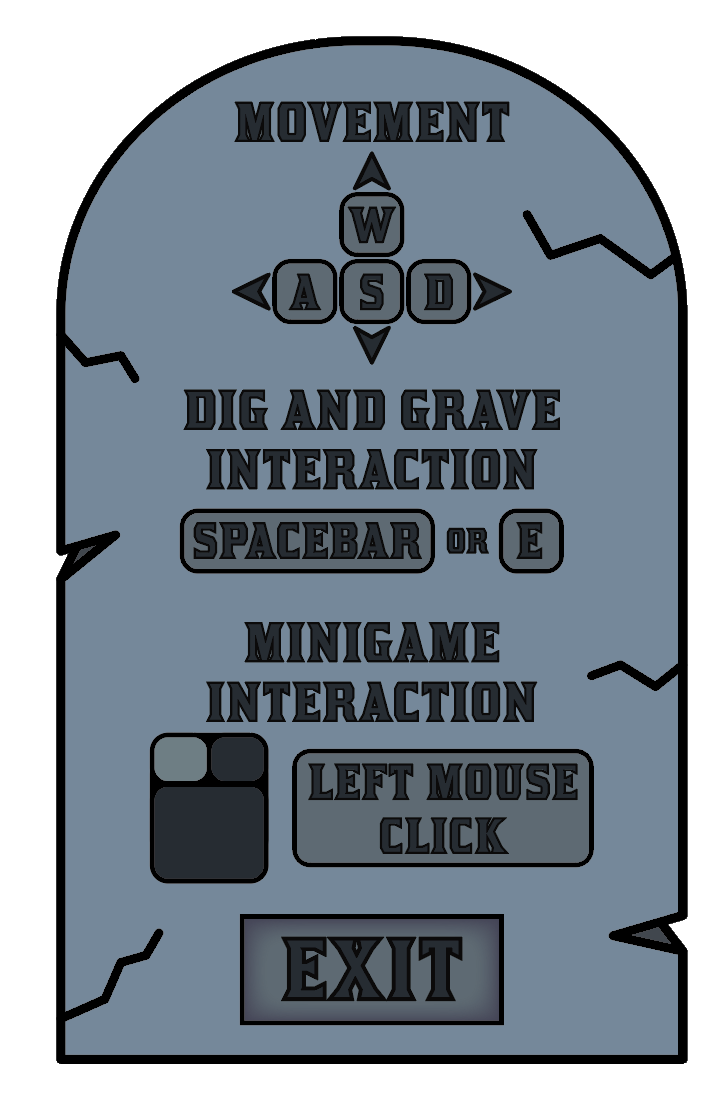 MOVEMENT
W
A S D
DIG AND GRAVE
INTERACTION
SPACEBAR OR E
MINIGAME
INTERACTION
LEFT MOUSE
CLICK
EXIT